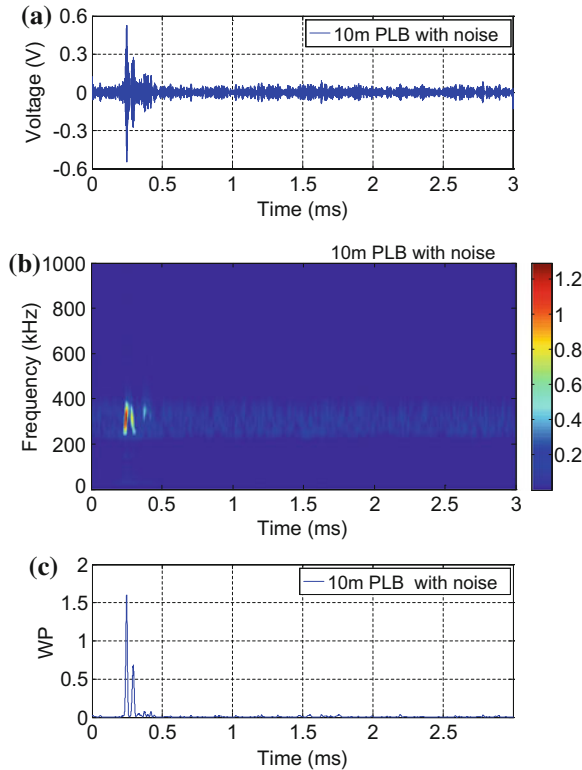 (a)
0.6
0.3
0
-0.3
-0.6
Voltage (V)
10m PLB with noise
0 0.5 1 1.5 2 2.5 3
Time (ms)
(b)
10m PLB with noise
1000
800
600
400
200
0
Frequency (kHz)
0 0.5 1 1.5 2 2.5 3
Time (ms)
1.2
1
0.8
0.6
0.4
0.2
(c)
2
1.5
1
0.5
0
WP
10m PLB with noise
0 0.5 1 1.5 2 2.5 3
Time (ms)